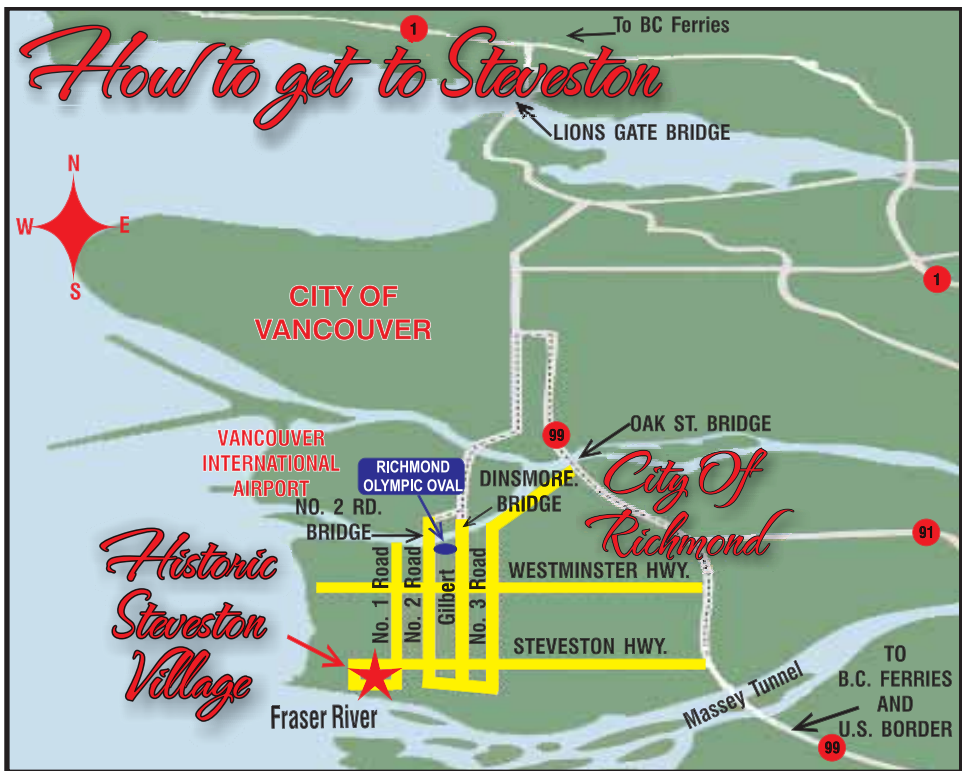 1
To BC Ferries
How to get to Steveston
LIONS GATE BRIDGE
N
W
E
S
1
CITY OF
VANCOUVER
99
OAK ST. BRIDGE
VANCOUVER
INTERNATIONAL
AIRPORT
RICHMOND
OLYMPIC OVAL
DINSMORE.
BRIDGE
City Of
Richmond
NO. 2 RD.
BRIDGE
91
Historic
Steveston
Village
No. 1 Road
No. 2 Road
Gilbert
No. 3 Road
WESTMINSTER HWY.
STEVESTON HWY.
Fraser River
Massey Tunnel
TO
B.C. FERRIES
AND
U.S. BORDER
99